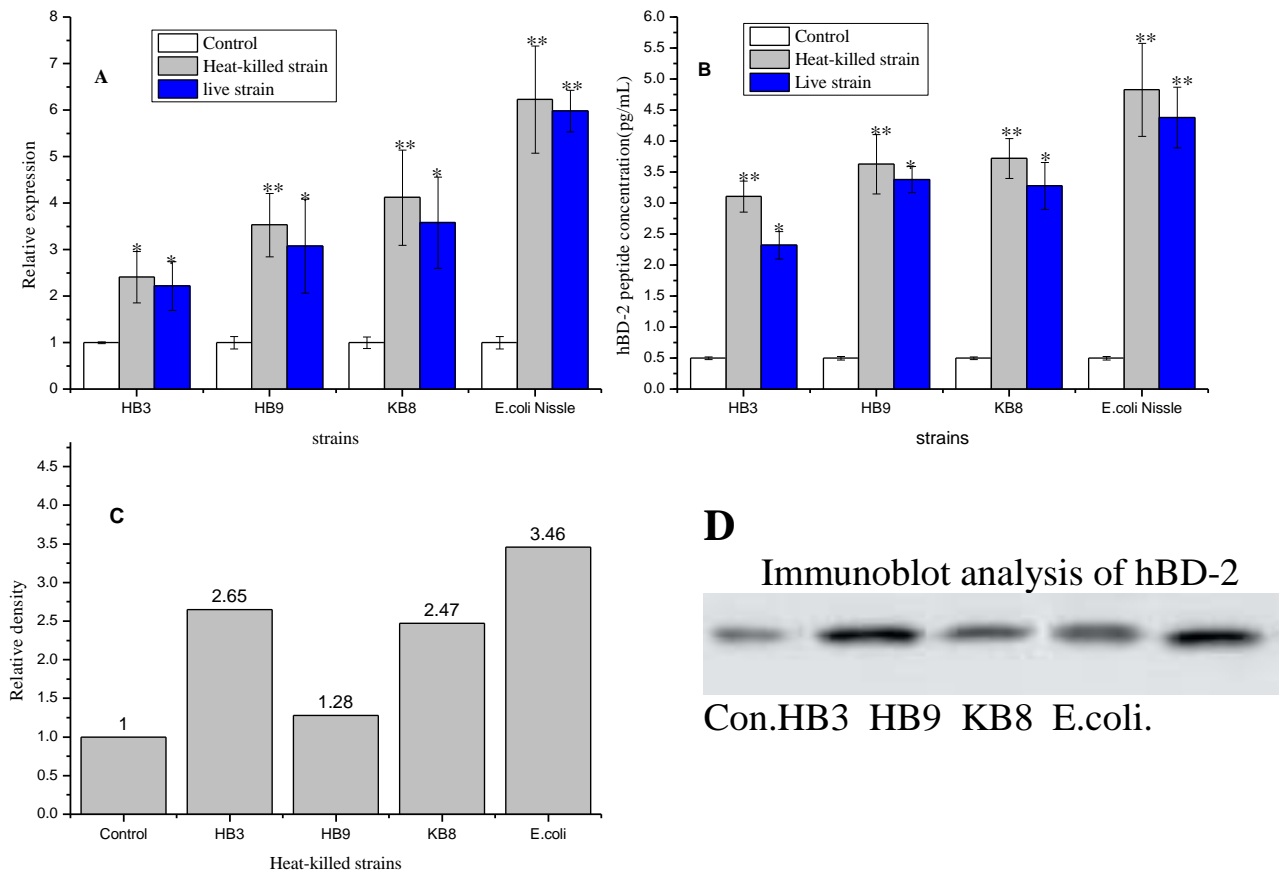 A
Control
Heat-killed strain
live strain
Relative expression
8
7
6
5
4
3
2
1
0
* * ** * ** * ** **
HB3 HB9 KB8 E.coli Nissle
strains
B
Control
Heat-killed strain
Live strain
hBD-2 peptide concentration(pg/mL)
6.0
5.5
5.0
4.5
4.0
3.5
3.0
2.5
2.0
1.5
1.0
0.5
0.0
** * ** * ** * ** **
HB3 HB9 KB8 E.coli Nissle
strains
C
Relative density
4.5
4.0
3.5
3.0
2.5
2.0
1.5
1.0
0.5
0.0
1 2.65 1.28 2.47 3.46
Control HB3 HB9 KB8 E.coli
Heat-killed strains
D
Immunoblot analysis of hBD-2
Con.HB3 HB9 KB8 E.coli.